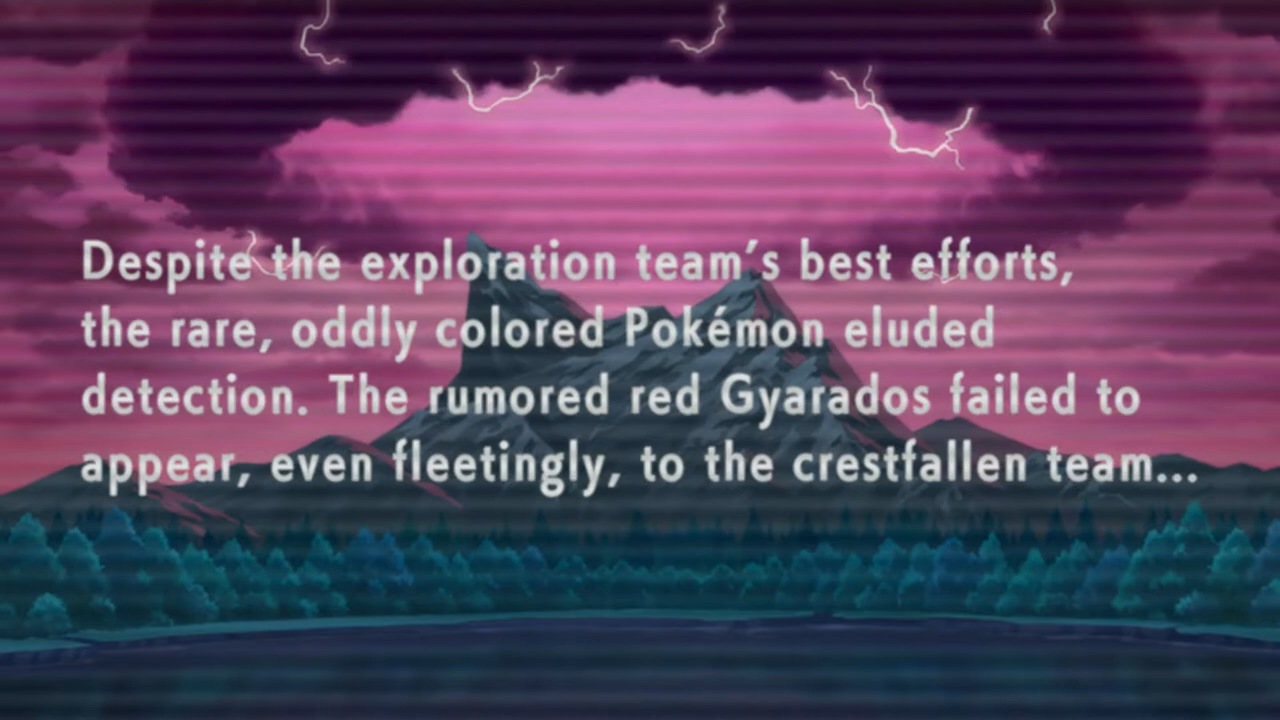 Despite the exploration team's best efforts,
the rare, oddly colored Pokémon eluded
detection. The rumored red Gyarados failed to
appear, even fleetingly, to the crestfallen team...